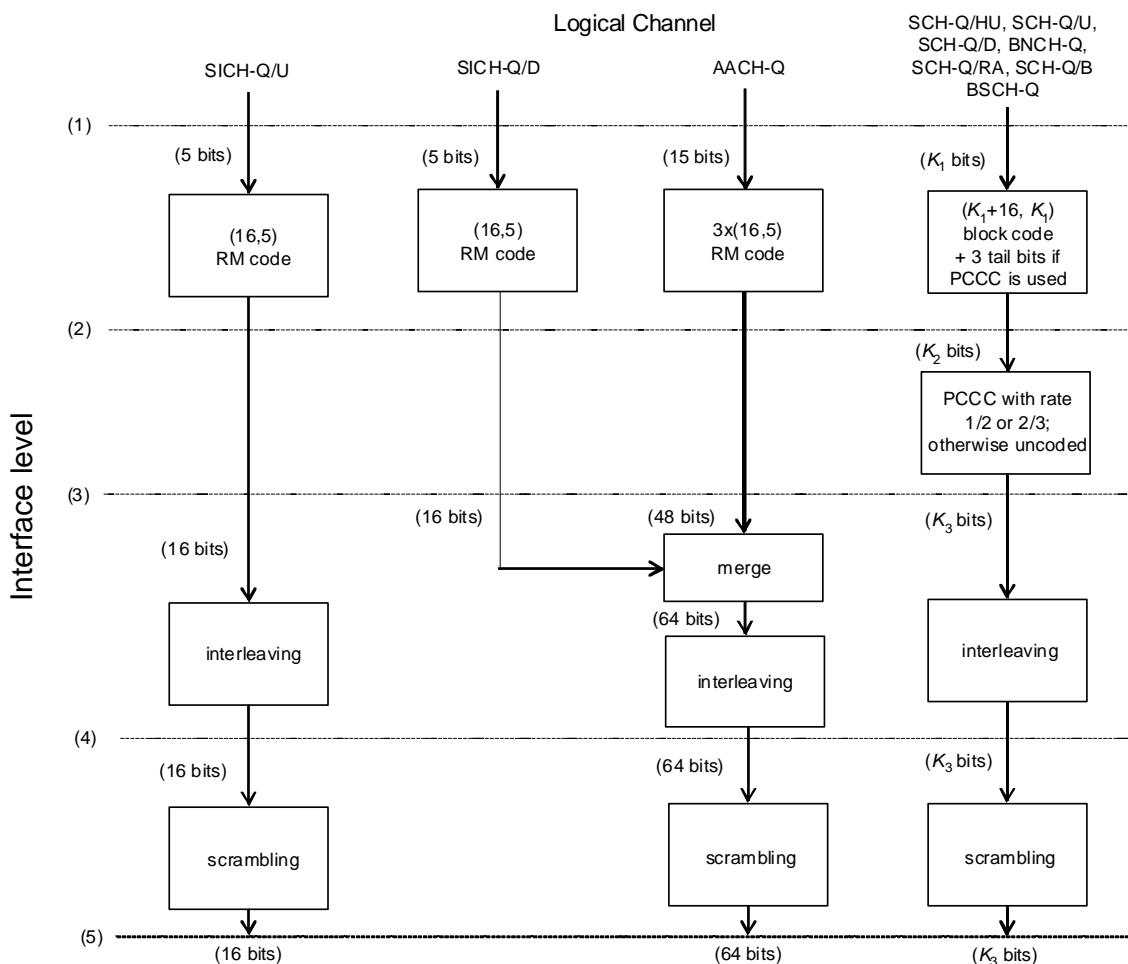 Logical Channel
SCH-Q/HU, SCH-Q/U,
SCH-Q/D, BNCH-Q,
SCH-Q/RA, SCH-Q/B
BSCH-Q
SICH-Q/U
SICH-Q/D
AACH-Q
(1)
(5 bits)
(5 bits)
(15 bits)
(K1 bits)
(16,5)
RM code
(16,5)
RM code
3x(16,5)
RM code
(K1+16, K1)
block code
+ 3 tail bits if
PCCC is used
(2)
(K2 bits)
PCCC with rate
1/2 or 2/3;
otherwise uncoded
Interface level
(3)
(16 bits)
(16 bits)
(48 bits)
(K3 bits)
merge
(64 bits)
interleaving
interleaving
interleaving
(4)
(16 bits)
(64 bits)
(K3 bits)
scrambling
scrambling
scrambling
(5)
(16 bits)
(64 bits)
(K3 bits)